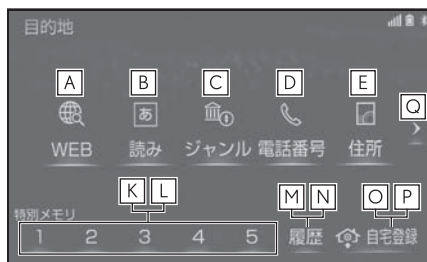 目的地
A B C D E
あ
Q
WEB 読み ジャンル 電話番号 住所
K L M N O P
特別メモリ
1 2 3 4 5 履歴 自宅登録